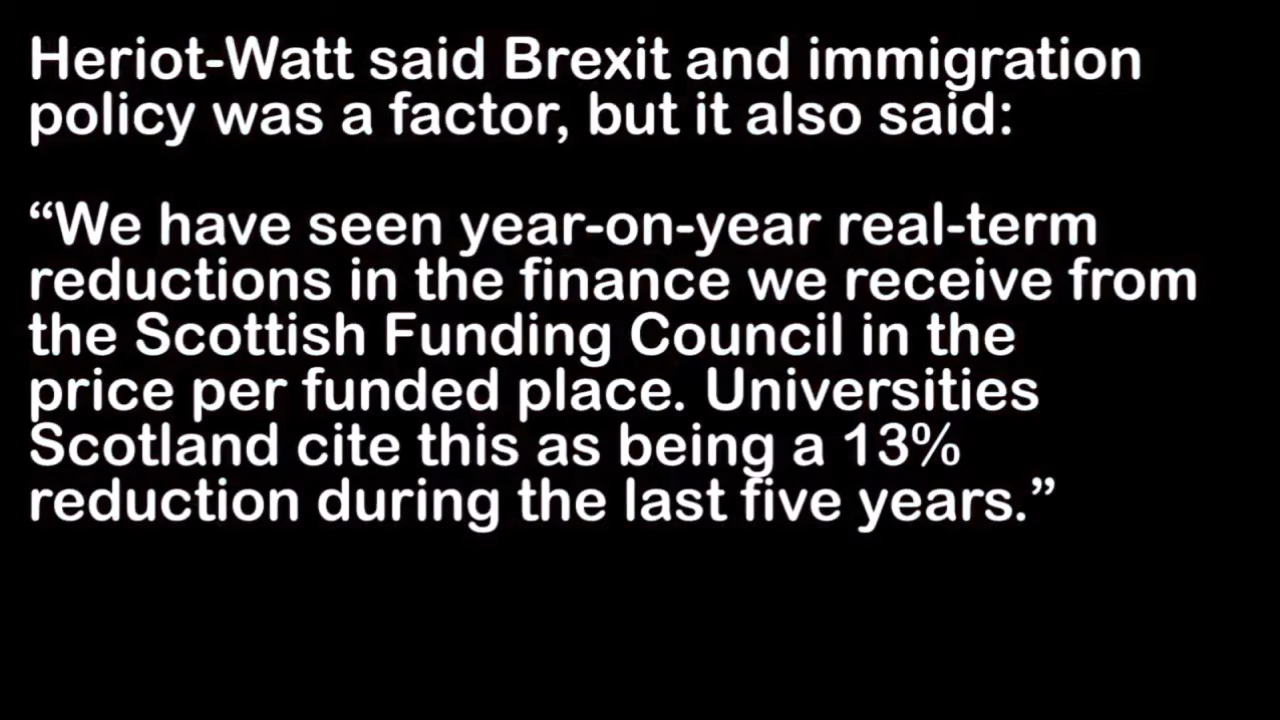 Heriot-Watt said Brexit and immigration
policy was a factor, but it also said:
“We have seen year-on-year real-term
reductions in the finance we receive from
the Scottish Funding Council in the
price per funded place. Universities
Scotland cite this as being a 13%
reduction during the last five years.”